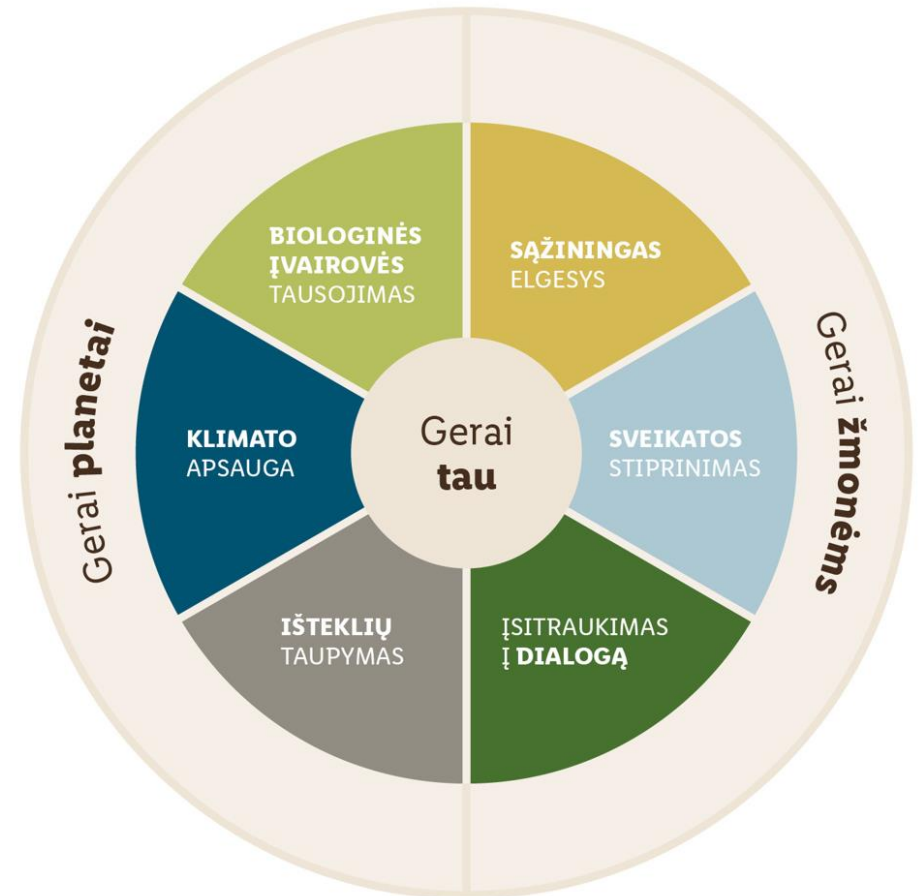 BIOLOGINĖS
ĮVAIROVĖS
TAUSOJIMAS
SĄŽININGAS
ELGESYS
Gerai planetai
KLIMATO
APSAUGA
Gerai
tau
SVEIKATOS
STIPRINIMAS
Gerai žmonėms
IŠTEKLIŲ
TAUPYMAS
ĮSITRAUKIMAS
Į DIALOGĄ